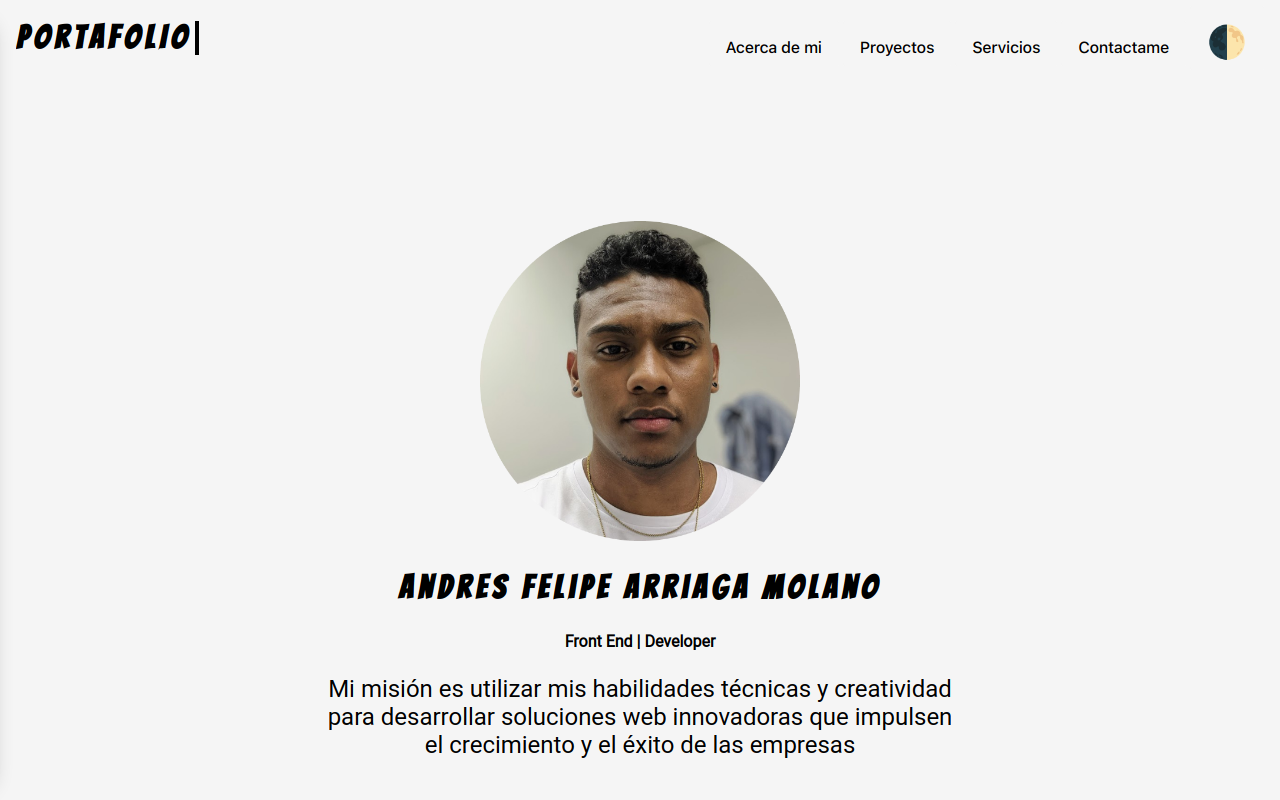 PORTAFOLIO
Acerca de mi Proyectos Servicios Contactame
ANDRES FELIPE ARRIAGA MOLANO
Front End | Developer
Mi misión es utilizar mis habilidades técnicas y creatividad
para desarrollar soluciones web innovadoras que impulsen
el crecimiento y el éxito de las empresas